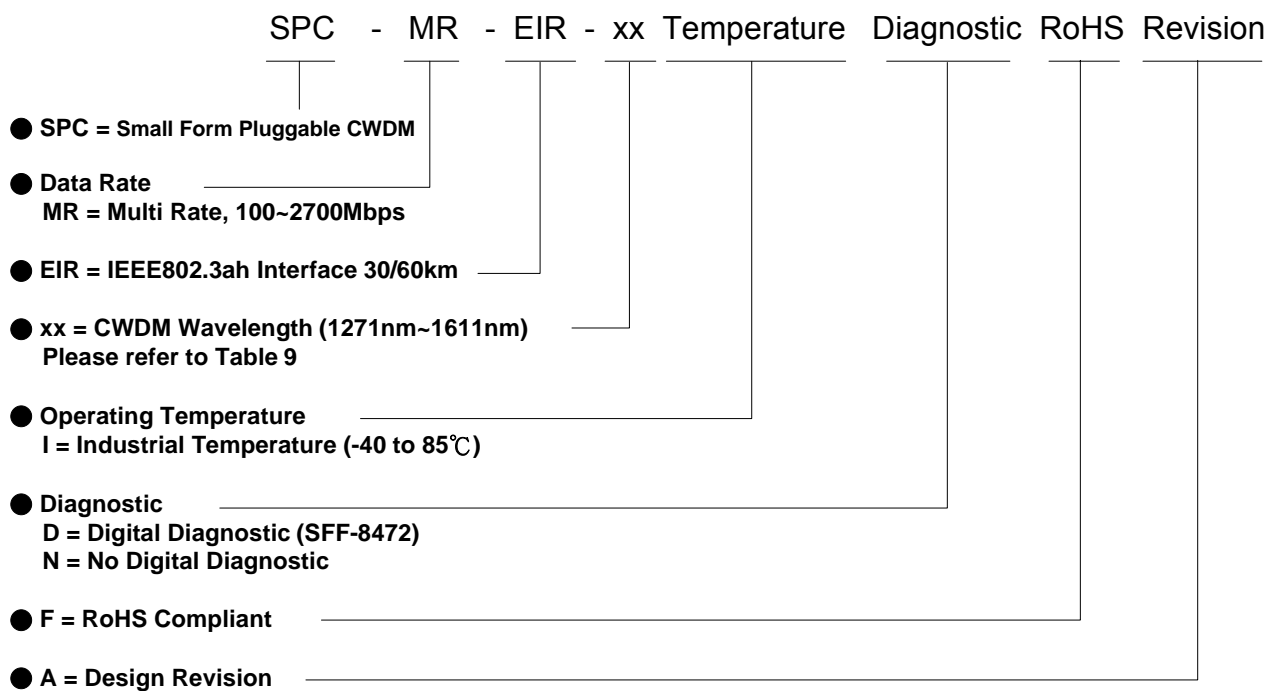 SPC - MR - EIR - xx Temperature Diagnostic RoHS Revision
● SPC = Small Form Pluggable CWDM
● Data Rate
MR = Multi Rate, 100~2700Mbps
● EIR = IEEE802.3ah Interface 30/60km
● xx = CWDM Wavelength (1271nm~1611nm)
Please refer to Table 9
● Operating Temperature
I = Industrial Temperature (-40 to 85℃)
● Diagnostic
D = Digital Diagnostic (SFF-8472)
N = No Digital Diagnostic
● F = RoHS Compliant
● A = Design Revision